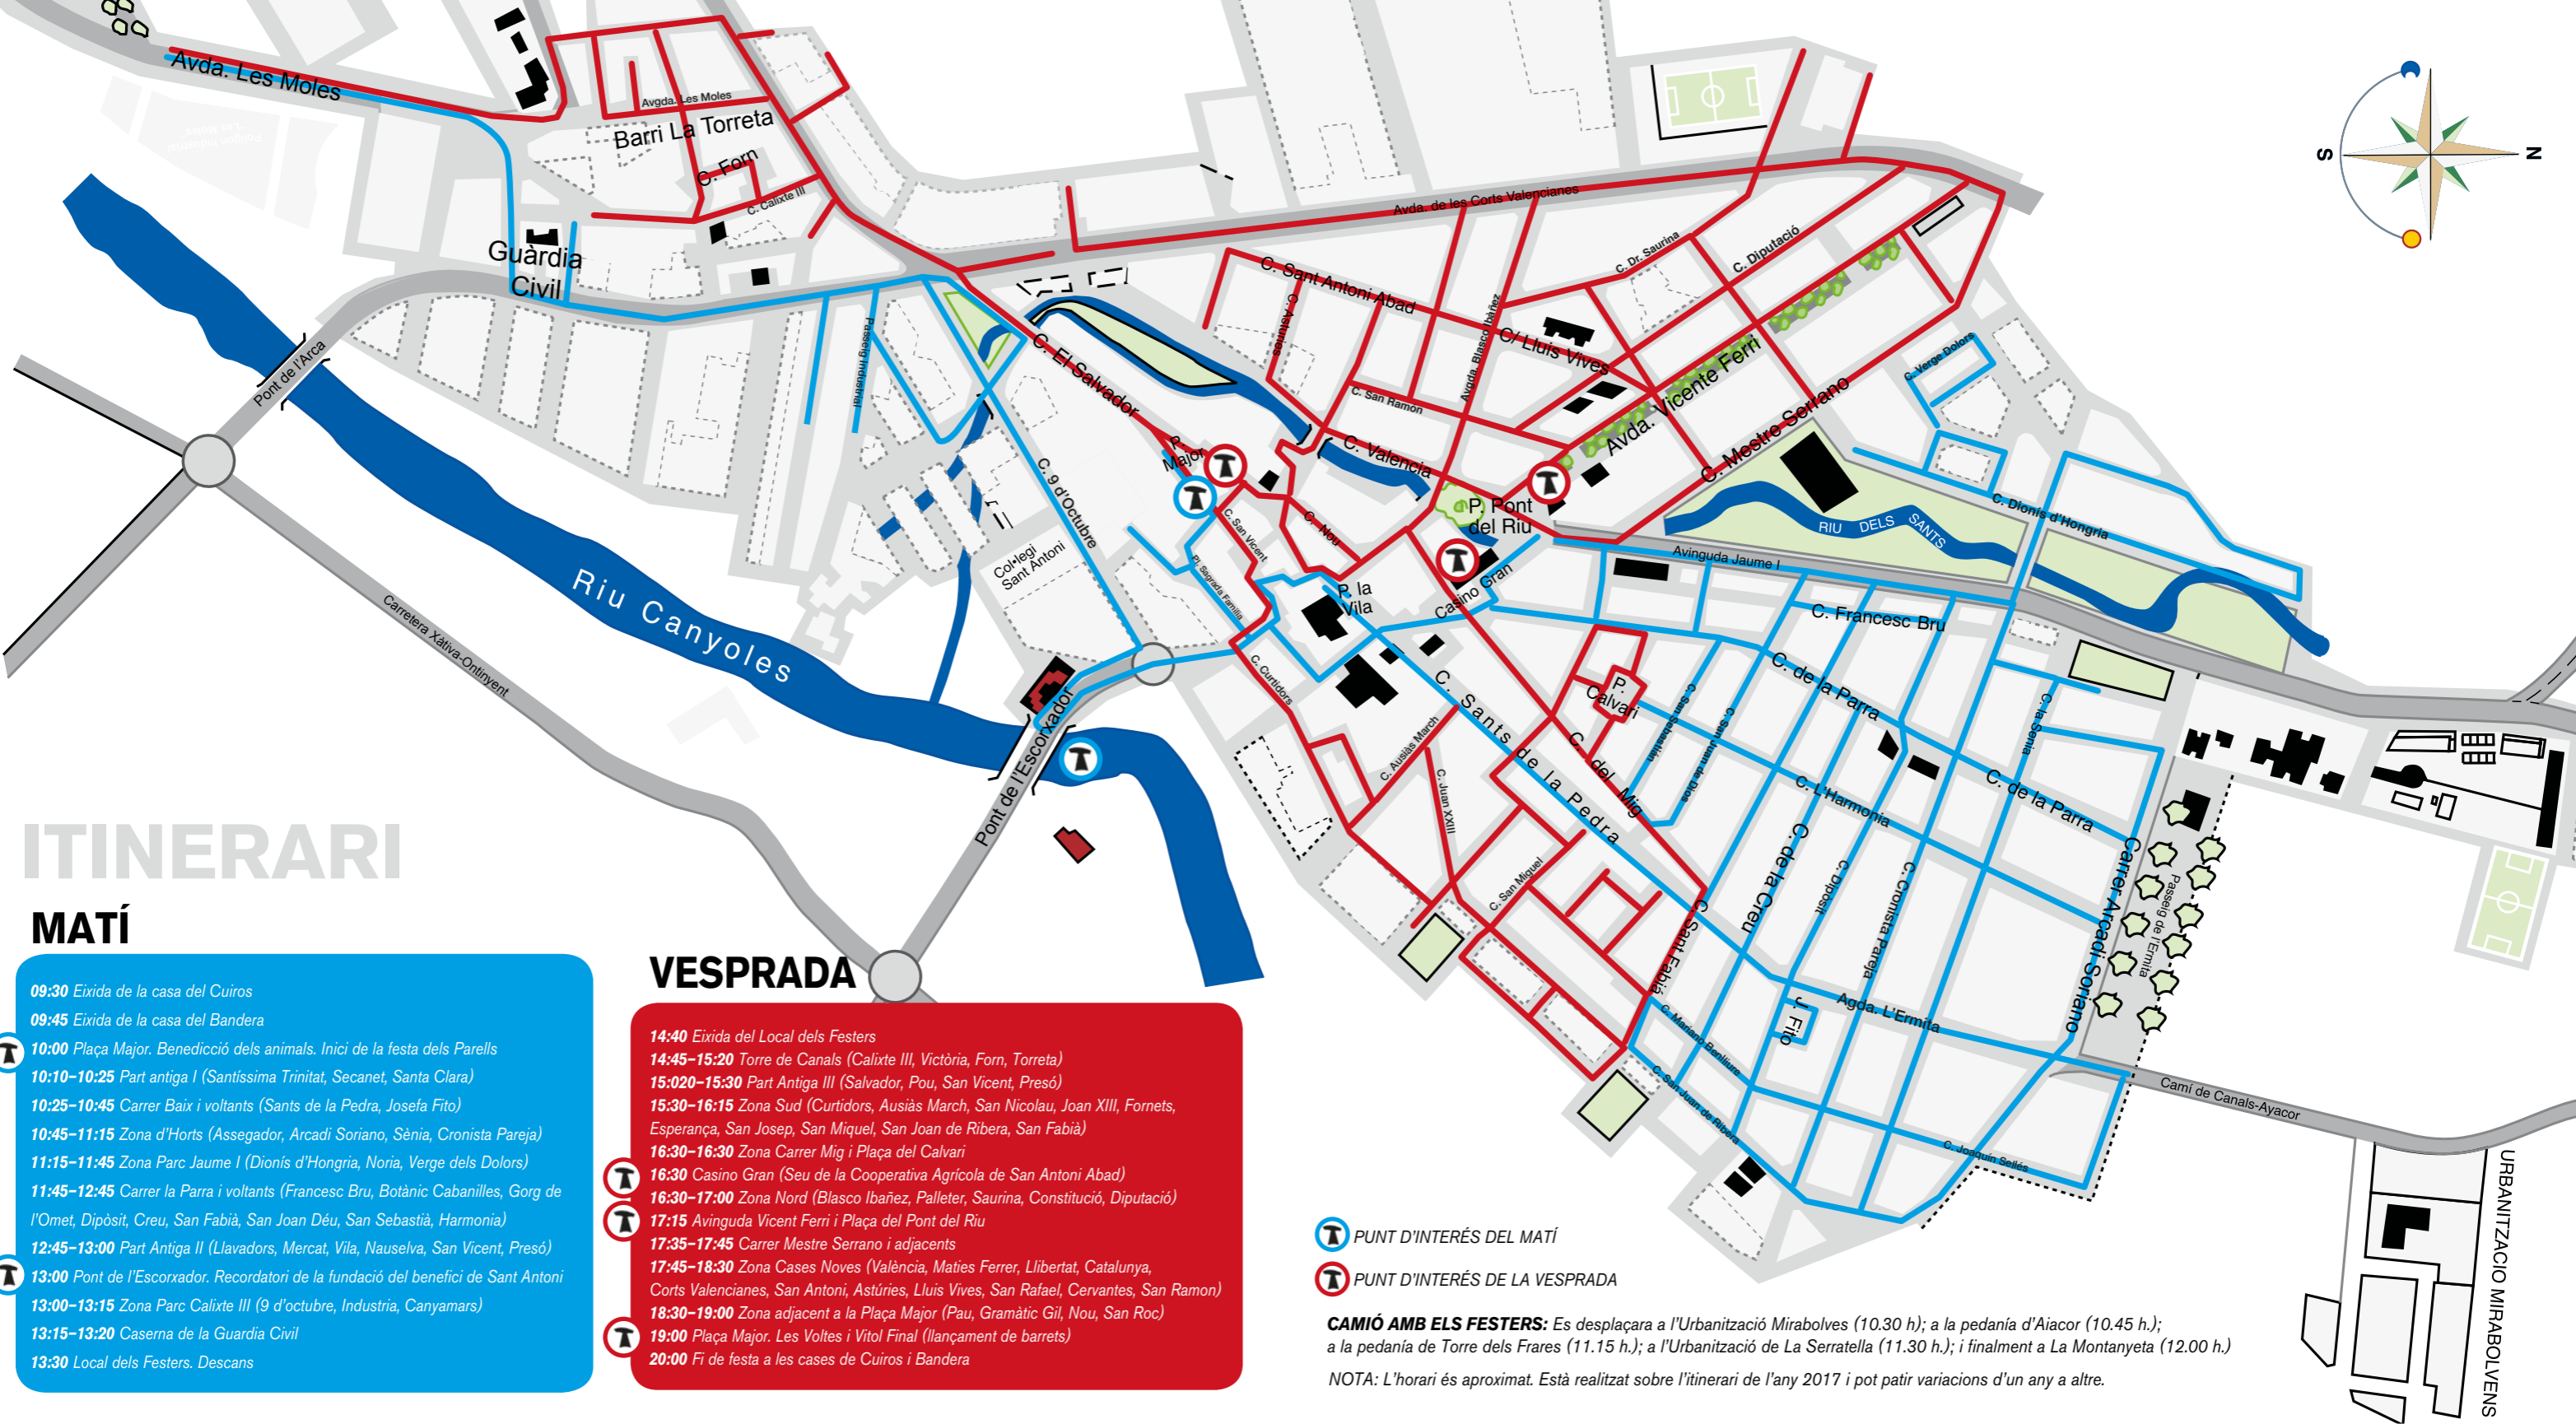 Avda. Les Moles
Polígon Industrial
Les Moles
Avgda. Les Moles
Barri La Torreta
C. Forn
C. Calixte III
Guàrdia
Civil
Pont de l'Arca
Passeig Industrial
Carretera Xàtiva-Ontinyent
Riu Canyoles
C. El Salvador
C. 9 d'Octubre
Col·legi
Sant Antoni
P.
Major
C. San Vicent
Pl. Sagrada Família
C. Nou
P. la
Vila
C. Curtidors
Pont de l'Escorxador
Avda. de les Corts Valencianes
C. Sant Antoni Abad
C. Astúries
C. San Ramon
Avgda. Blasco Ibáñez
C/ Lluis Vives
C. Dr. Saurina
C. Diputació
C. Valencia
Avda. Vicente Ferri
C. Mestre Serrano
P. Pont
del Riu
Casino Gran
C. Verge Dolors
C. Dionís d'Hongria
RIU DELS SANTS
Avinguda Jaume I
C. Francesc Bru
C. de la Parra
P.
Calvari
C. San Sebastián
C. San Juan de Dios
C. la Senia
C. de la Parra
C. L'Harmonia
C. Sants de la Pedra
C. del Mig
C. Ausiàs March
C. Juan XXIII
C. San Miguel
C. Sant Fabiá
C. de la Creu
C. Diposit
C. Cronista Pareja
Carrer Arcadi Soriano
Passeig de l'Ermita
J. Fito
Agda. L'Ermita
C. Mariano Benlliure
C. San Juan de Ribera
C. Joaquín Sellés
Camí de Canals-Ayacor
URBANITZACIO MIRABOLVENS
S
N
ITINERARI
MATÍ
09:30 Eixida de la casa del Cuiros
09:45 Eixida de la casa del Bandera
10:00 Plaça Major. Benedicció dels animals. Inici de la festa dels Parells
10:10–10:25 Part antiga I (Santíssima Trinitat, Secanet, Santa Clara)
10:25–10:45 Carrer Baix i voltants (Sants de la Pedra, Josefa Fito)
10:45–11:15 Zona d'Horts (Assegador, Arcadi Soriano, Sènia, Cronista Pareja)
11:15–11:45 Zona Parc Jaume I (Dionís d'Hongria, Noria, Verge dels Dolors)
11:45–12:45 Carrer la Parra i voltants (Francesc Bru, Botànic Cabanilles, Gorg de
l'Omet, Dipòsit, Creu, San Fabià, San Joan Déu, San Sebastià, Harmonia)
12:45–13:00 Part Antiga II (Llavadors, Mercat, Vila, Nauselva, San Vicent, Presó)
13:00 Pont de l'Escorxador. Recordatori de la fundació del benefici de Sant Antoni
13:00–13:15 Zona Parc Calixte III (9 d'octubre, Industria, Canyamars)
13:15–13:20 Caserna de la Guardia Civil
13:30 Local dels Festers. Descans
VESPRADA
14:40 Eixida del Local dels Festers
14:45–15:20 Torre de Canals (Calixte III, Victòria, Forn, Torreta)
15:020–15:30 Part Antiga III (Salvador, Pou, San Vicent, Presó)
15:30–16:15 Zona Sud (Curtidors, Ausiàs March, San Nicolau, Joan XIII, Fornets,
Esperança, San Josep, San Miquel, San Joan de Ribera, San Fabià)
16:30–16:30 Zona Carrer Mig i Plaça del Calvari
16:30 Casino Gran (Seu de la Cooperativa Agrícola de San Antoni Abad)
16:30–17:00 Zona Nord (Blasco Ibañez, Palleter, Saurina, Constitució, Diputació)
17:15 Avinguda Vicent Ferri i Plaça del Pont del Riu
17:35–17:45 Carrer Mestre Serrano i adjacents
17:45–18:30 Zona Cases Noves (València, Maties Ferrer, Llibertat, Catalunya,
Corts Valencianes, San Antoni, Astúries, Lluis Vives, San Rafael, Cervantes, San Ramon)
18:30–19:00 Zona adjacent a la Plaça Major (Pau, Gramàtic Gil, Nou, San Roc)
19:00 Plaça Major. Les Voltes i Vitol Final (llançament de barrets)
20:00 Fi de festa a les cases de Cuiros i Bandera
PUNT D'INTERÉS DEL MATÍ
PUNT D'INTERÉS DE LA VESPRADA
CAMIÓ AMB ELS FESTERS: Es desplaçara a l'Urbanització Mirabolves (10.30 h); a la pedanía d'Aiacor (10.45 h.);
a la pedanía de Torre dels Frares (11.15 h.); a l'Urbanització de La Serratella (11.30 h.); i finalment a La Montanyeta (12.00 h.)
NOTA: L'horari és aproximat. Està realitzat sobre l'itinerari de l'any 2017 i pot patir variacions d'un any a altre.